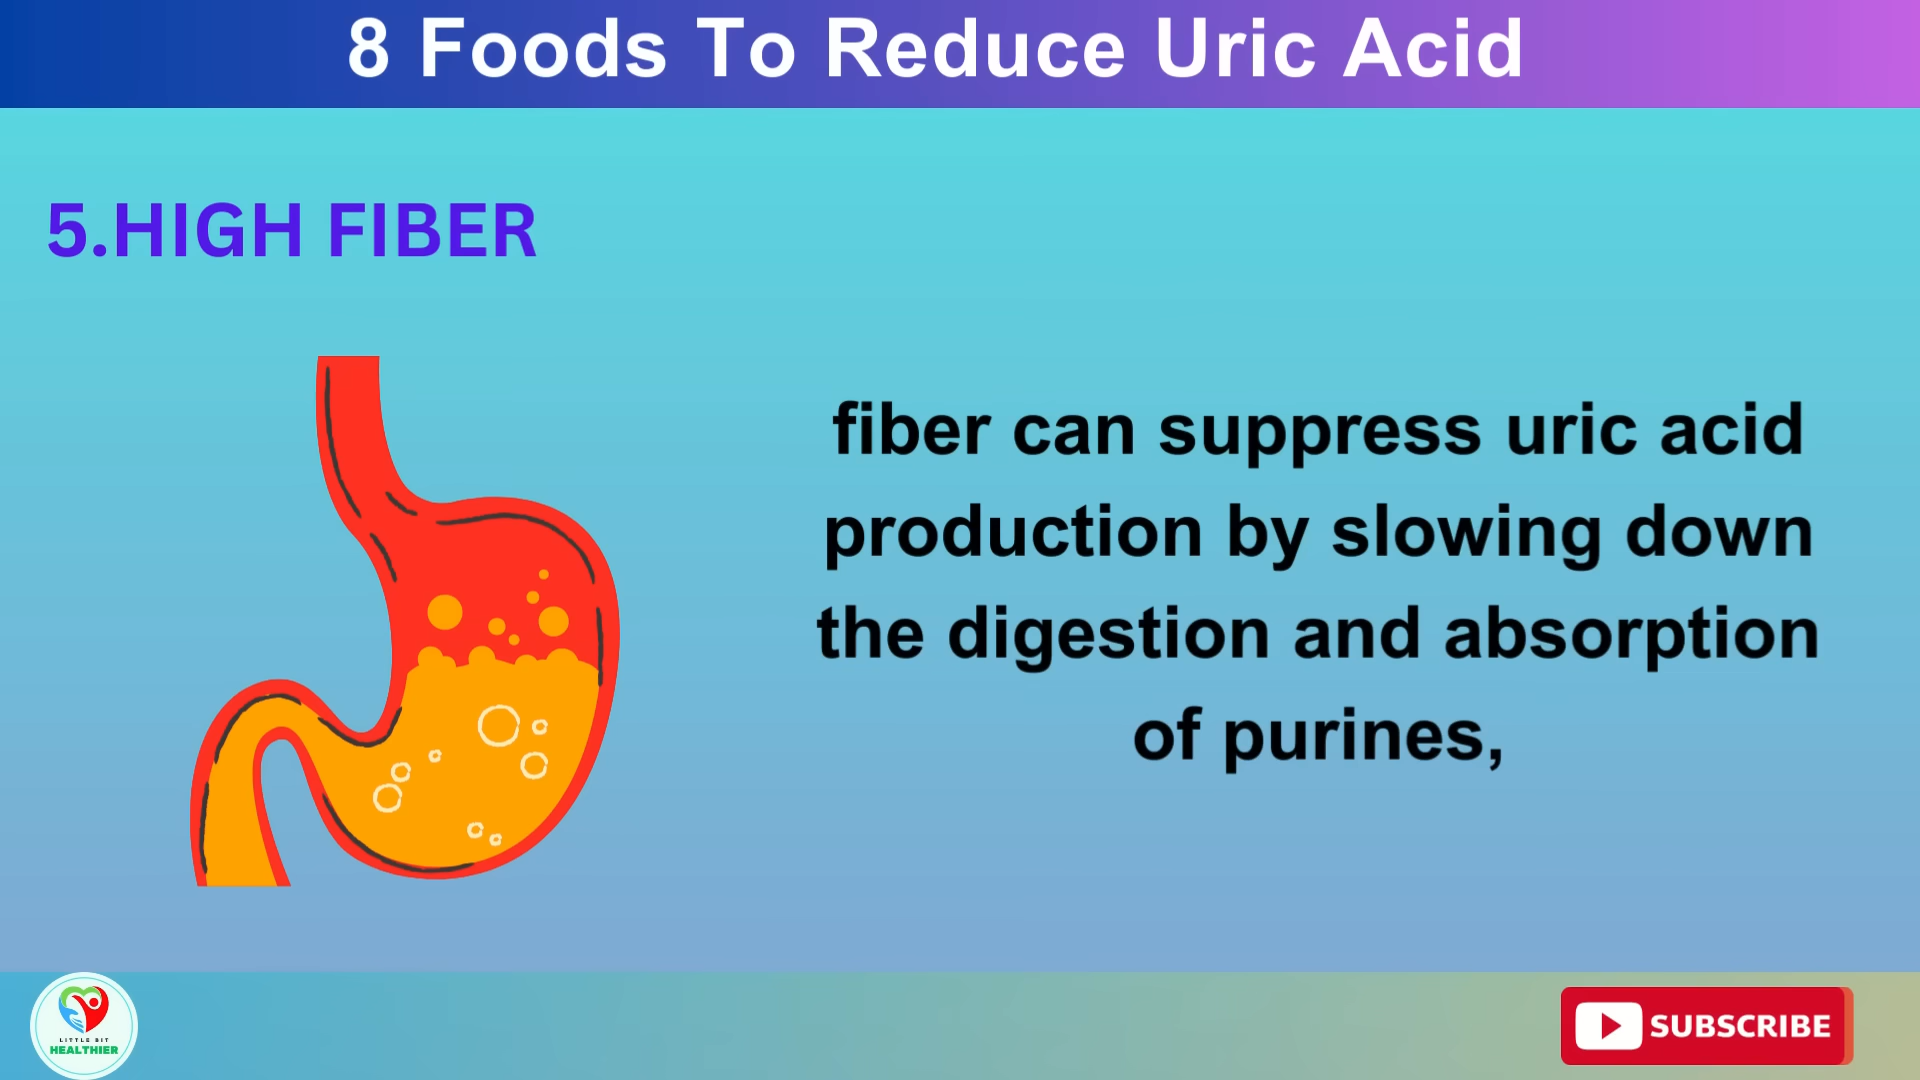 8 Foods To Reduce Uric Acid
5.HIGH FIBER
fiber can suppress uric acid
production by slowing down
the digestion and absorption
of purines,
LITTLE BIT
HEALTHIER
SUBSCRIBE